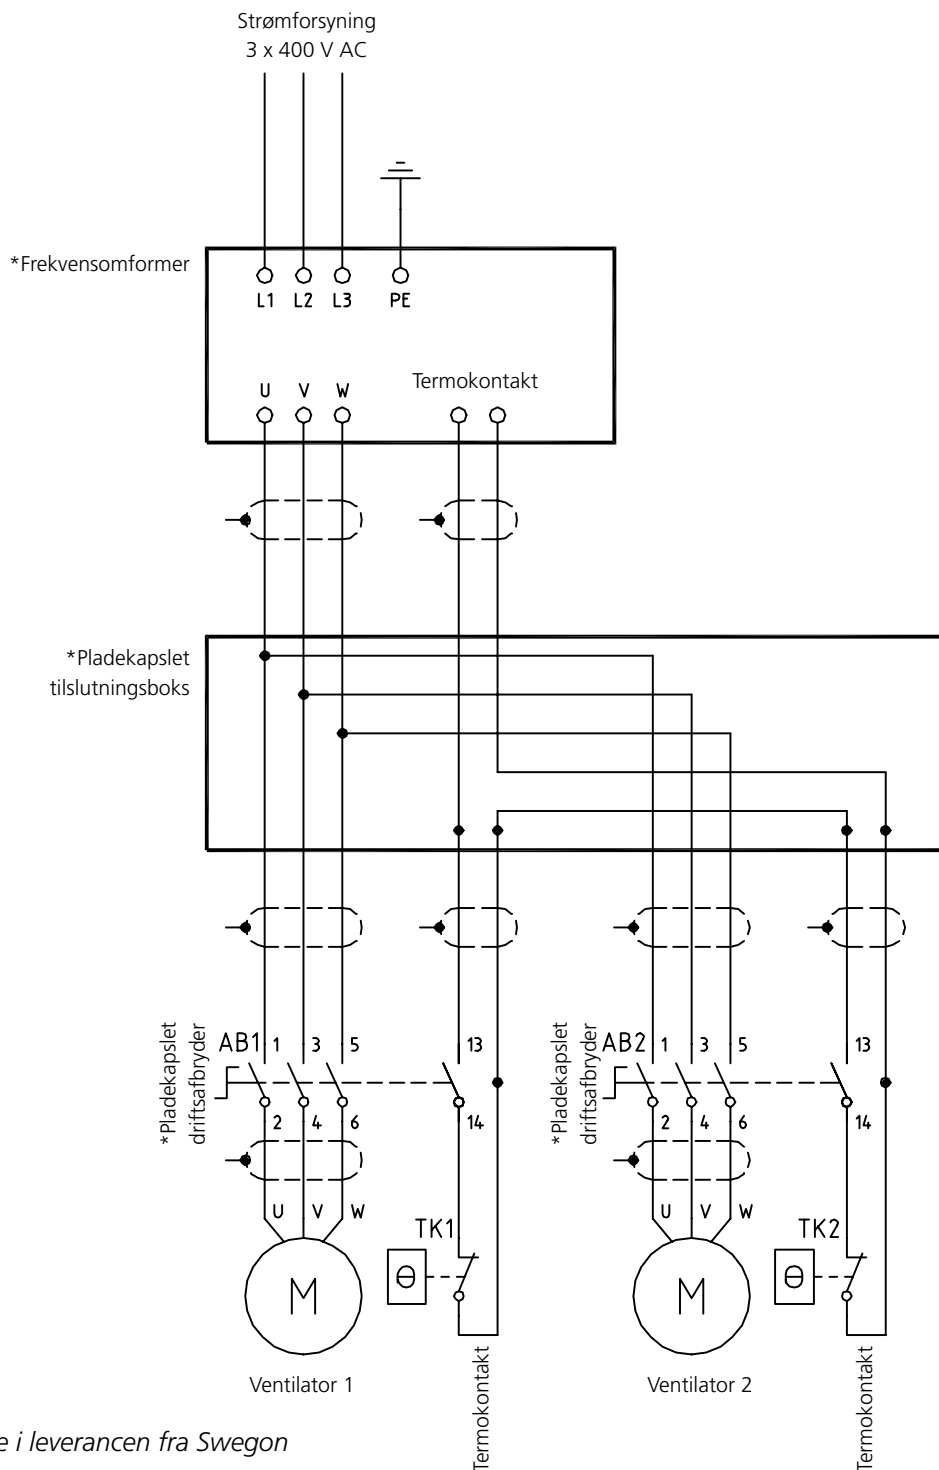 Strømforsyning
3 x 400 V AC
*Frekvensomformer
L1 L2 L3 PE
U V W Termokontakt
*Pladekapslet
tilslutningsboks
*Pladekapslet
driftsafbryder
AB1 1 3 5 13
2 4 6 14
*Pladekapslet
driftsafbryder
AB2 1 3 5 13
2 4 6 14
U V W TK1
U V W TK2
Θ Θ
M M
Ventilator 1
Termokontakt
Ventilator 2
Termokontakt
e i leverancen fra Swegon